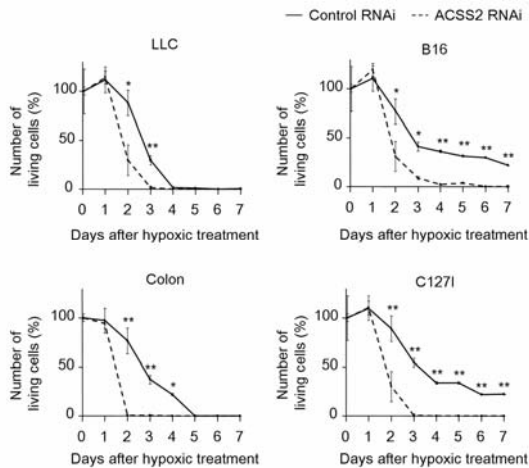 Control RNAi
ACSS2 RNAi
LLC
Number of
living cells (%)
100
50
0
*
**
0 1 2 3 4 5 6 7
Days after hypoxic treatment
B16
Number of
living cells (%)
100
50
0
*
*
** ** ** **
0 1 2 3 4 5 6 7
Days after hypoxic treatment
Colon
Number of
living cells (%)
100
50
0
**
**
*
0 1 2 3 4 5 6 7
Days after hypoxic treatment
C127I
Number of
living cells (%)
100
50
0
**
**
** **
** **
0 1 2 3 4 5 6 7
Days after hypoxic treatment